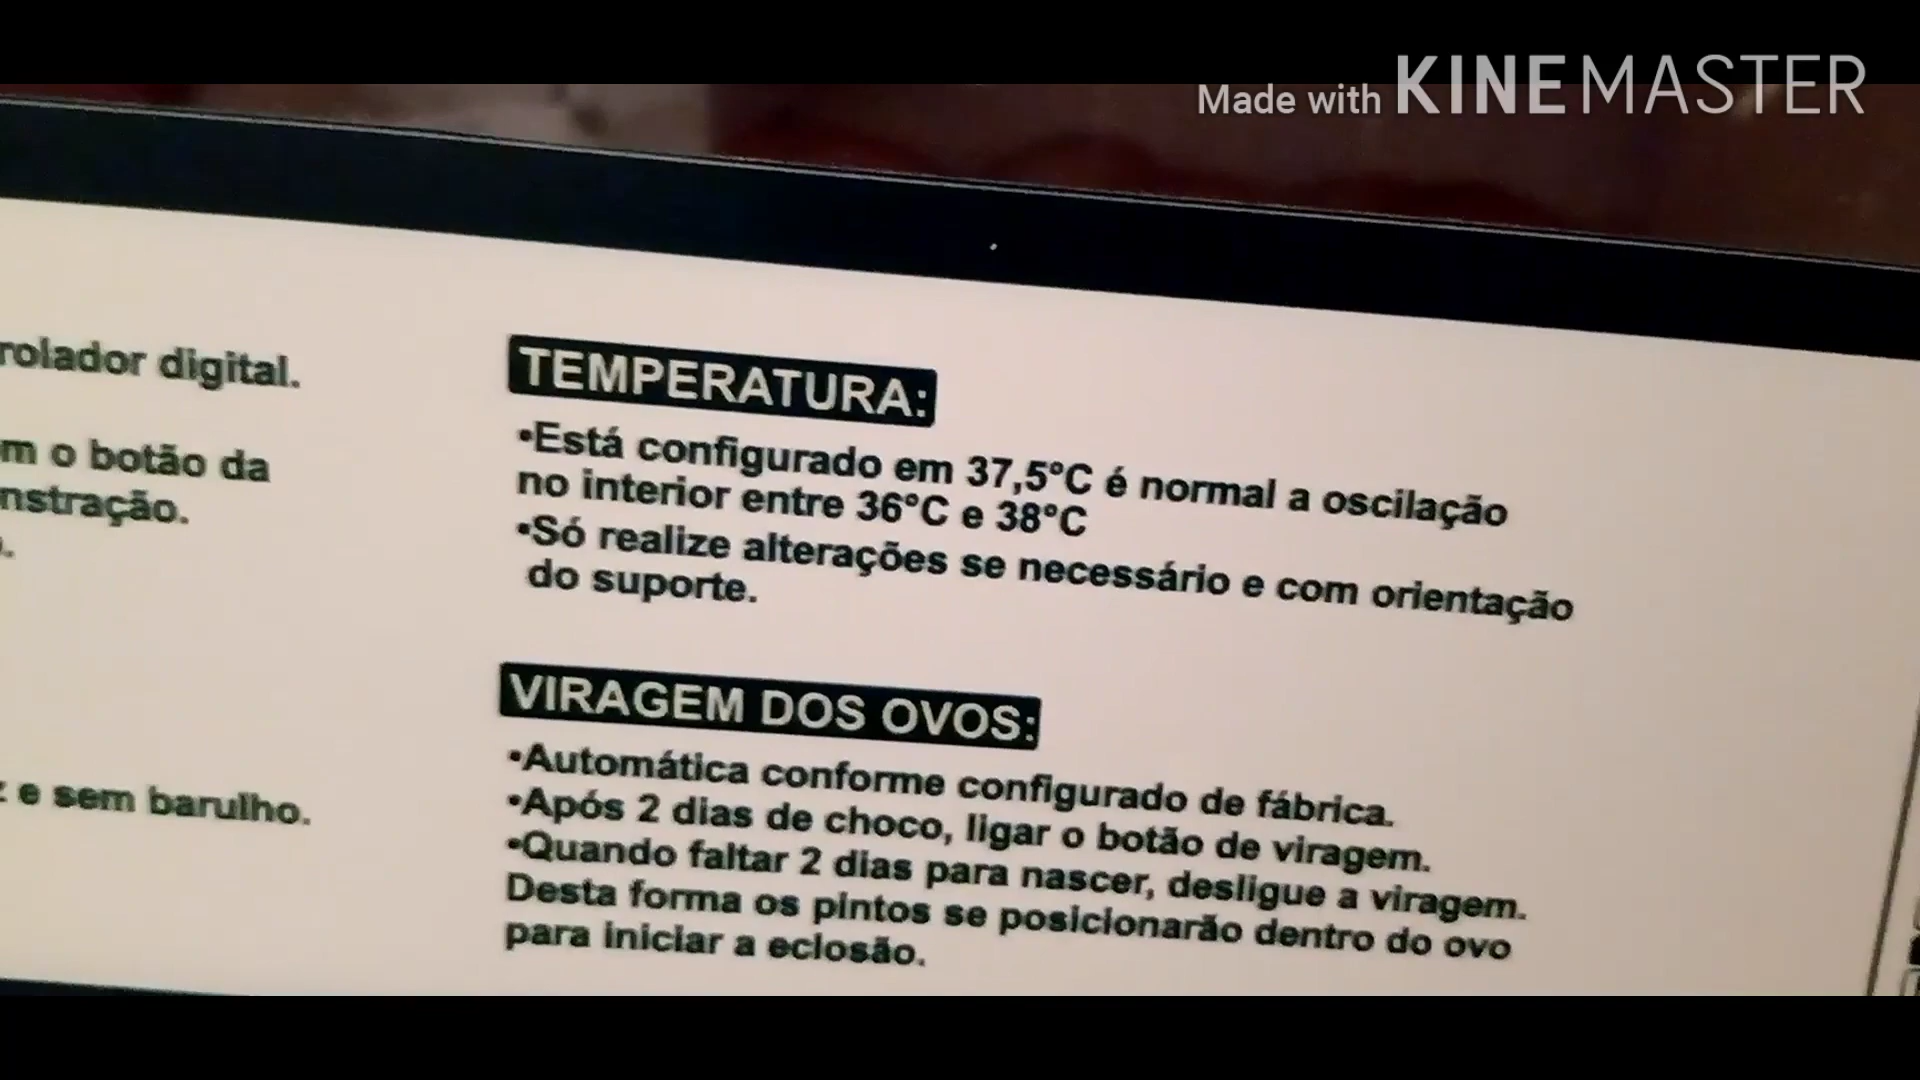 Made with KINEMASTER
digital.
m o botão da
e sem barulho.
TEMPERATURA:
•Está configurado em 37,5°C é normal a oscilação
no interior entre 36°C e 38°C
•Só realize alterações se necessário e com orientação
do suporte.
VIRAGEM DOS OVOS:
•Automática conforme configurado de fábrica.
•Após 2 dias de choco, ligar o botão de viragem.
•Quando faltar 2 dias para nascer, desligue a viragem.
Desta forma os pintos se posicionarão dentro do ovo
para iniciar a eclosão.